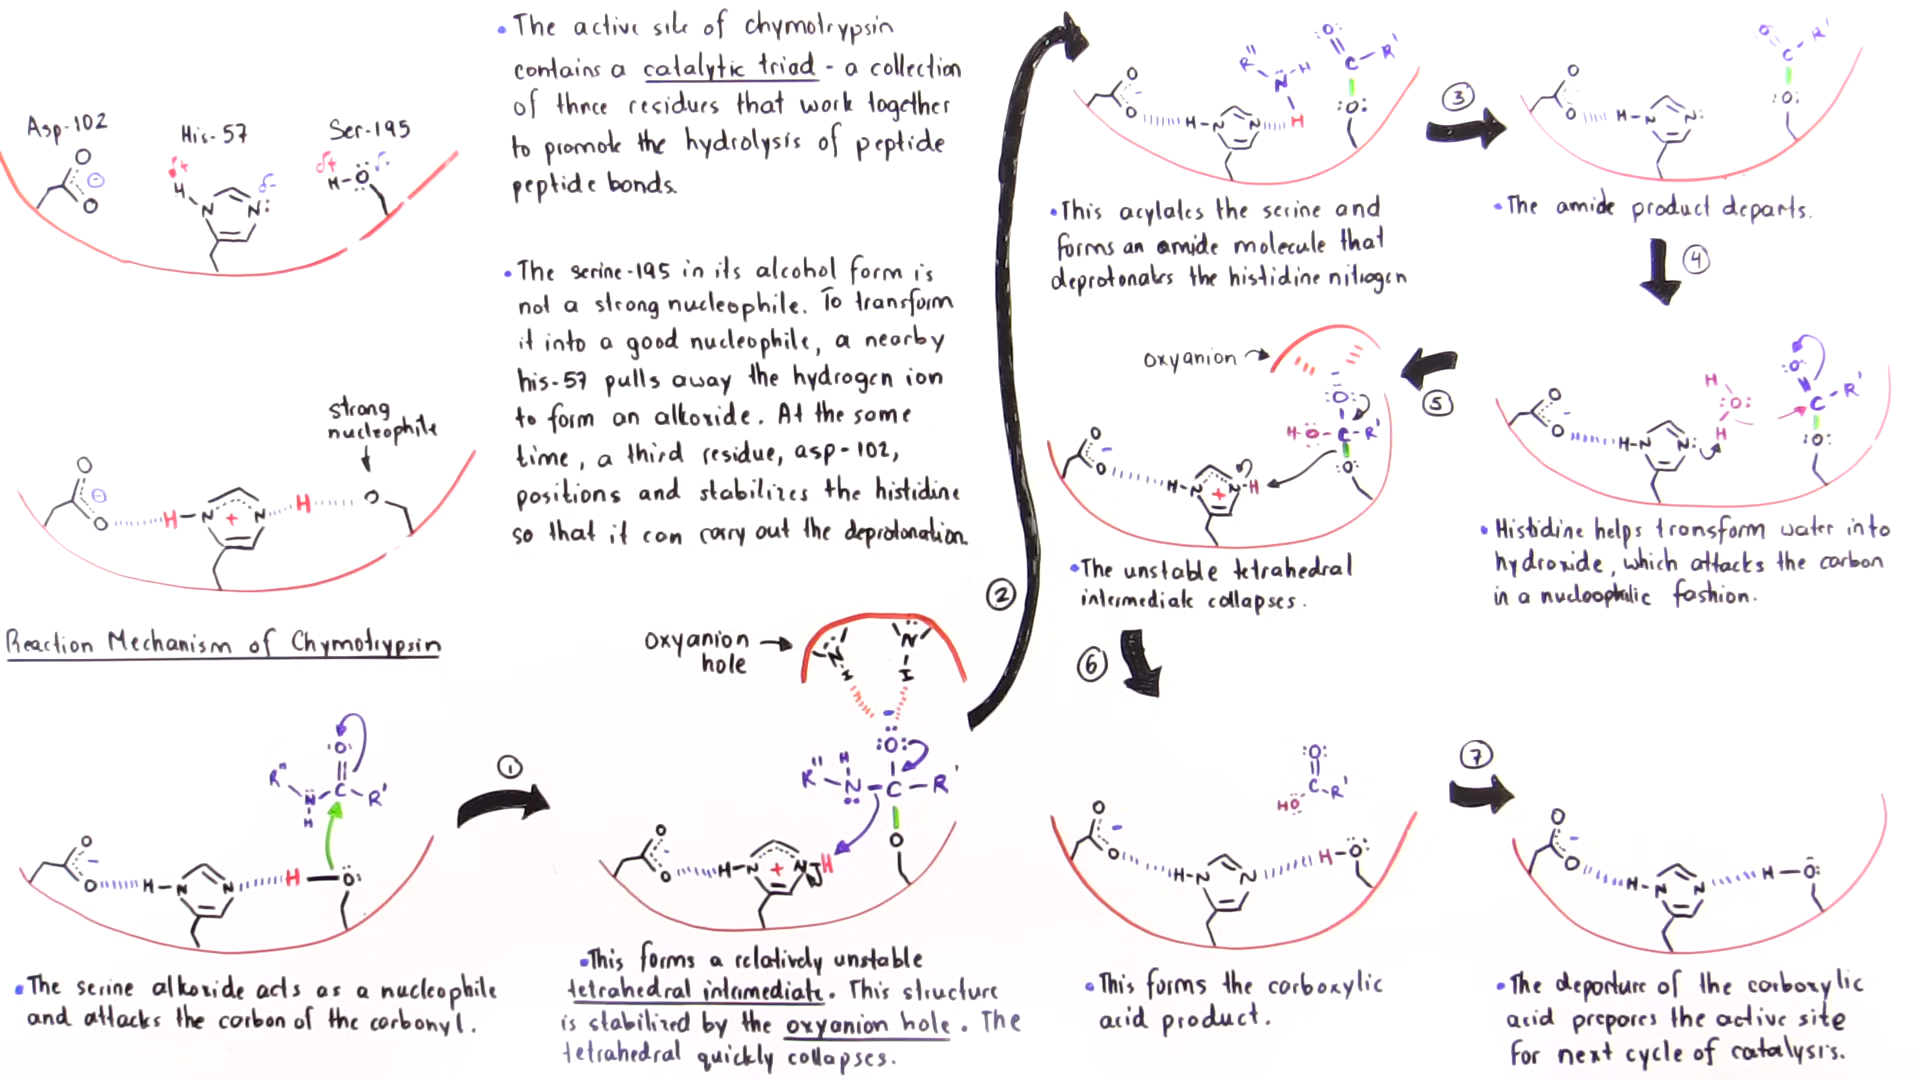 Asp-102
His-57
Ser-195
• The active site of chymotrypsin
contains a catalytic triad - a collection
of three residues that work together
to promote the hydrolysis of peptide
peptide bonds.
• The serine-195 in its alcohol form is
not a strong nucleophile. To transform
it into a good nucleophile, a nearby
his-57 pulls away the hydrogen ion
to form an alkoxide. At the same
time, a third residue, asp-102,
positions and stabilizes the histidine
so that it can carry out the deprotonation.
strong
nucleophile
Reaction Mechanism of Chymotrypsin
• The serine alkoxide acts as a nucleophile
and attacks the carbon of the carbonyl.
1
oxyanion
hole
• This forms a relatively unstable
tetrahedral intermediate. This structure
is stabilized by the oxyanion hole. The
tetrahedral quickly collapses.
2
• This acylates the serine and
forms an amide molecule that
deprotonates the histidine nitrogen
3
• The amide product departs.
4
• Histidine helps transform water into
hydroxide, which attacks the carbon
in a nucleophilic fashion.
5
oxyanion
• The unstable tetrahedral
intermediate collapses.
6
• This forms the carboxylic
acid product.
7
• The departure of the carboxylic
acid prepares the active site
for next cycle of catalysis.